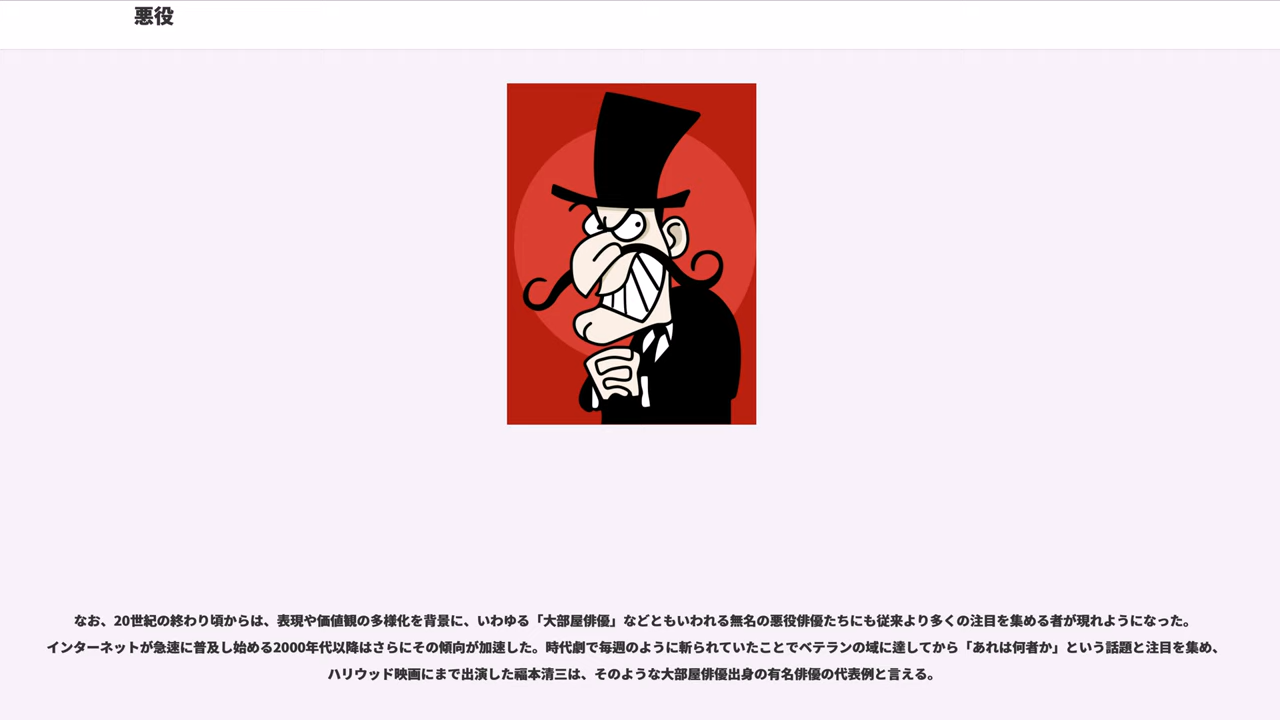 悪役
なお、20世紀の終わり頃からは、表現や価値観の多様化を背景に、いわゆる「大部屋俳優」などともいわれる無名の悪役俳優たちにも従来より多くの注目を集める者が現れようになった。
インターネットが急速に普及し始める2000年代以降はさらにその傾向が加速した。時代劇で毎週のように斬られていたことでベテランの域に達してから「あれは何者か」という話題と注目を集め、
ハリウッド映画にまで出演した福本清三は、そのような大部屋俳優出身の有名俳優の代表例と言える。